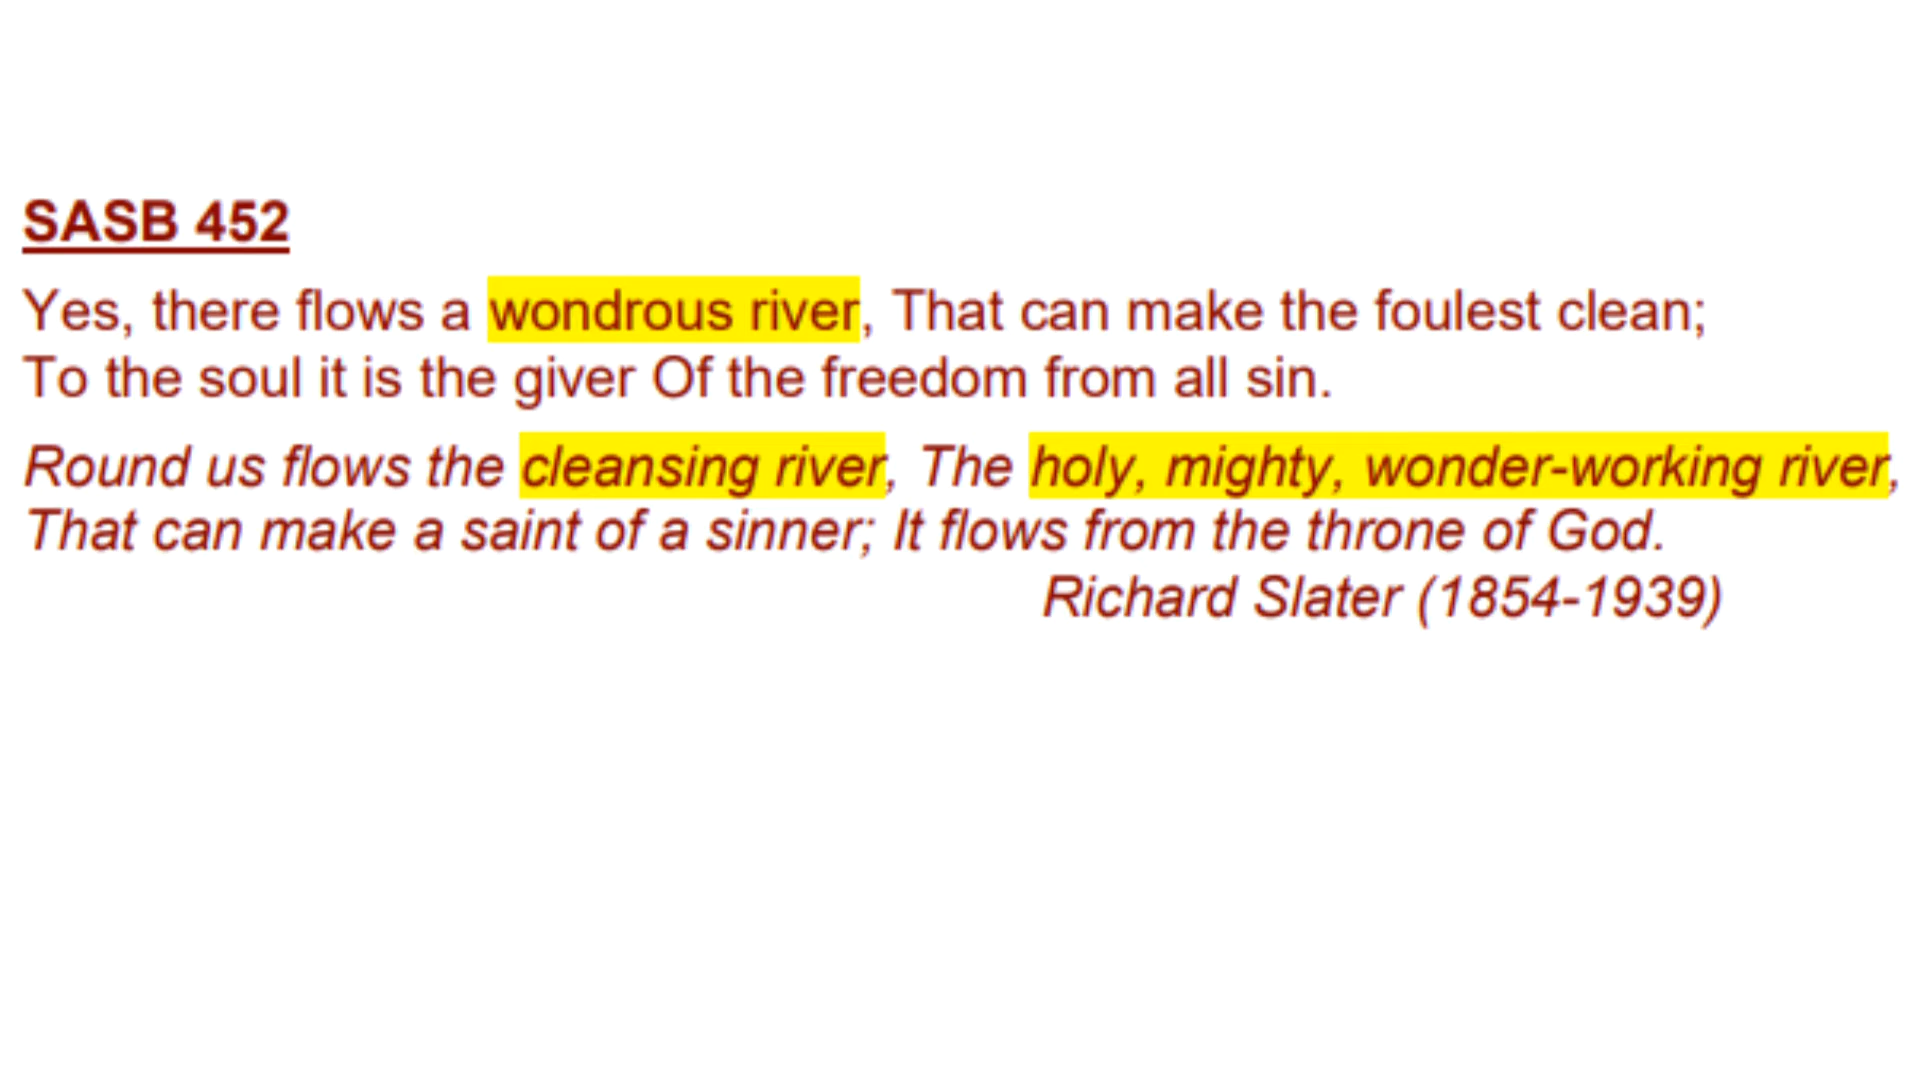 SASB 452
Yes, there flows a wondrous river, That can make the foulest clean;
To the soul it is the giver Of the freedom from all sin.
Round us flows the cleansing river, The holy, mighty, wonder-working river,
That can make a saint of a sinner; It flows from the throne of God.
Richard Slater (1854-1939)